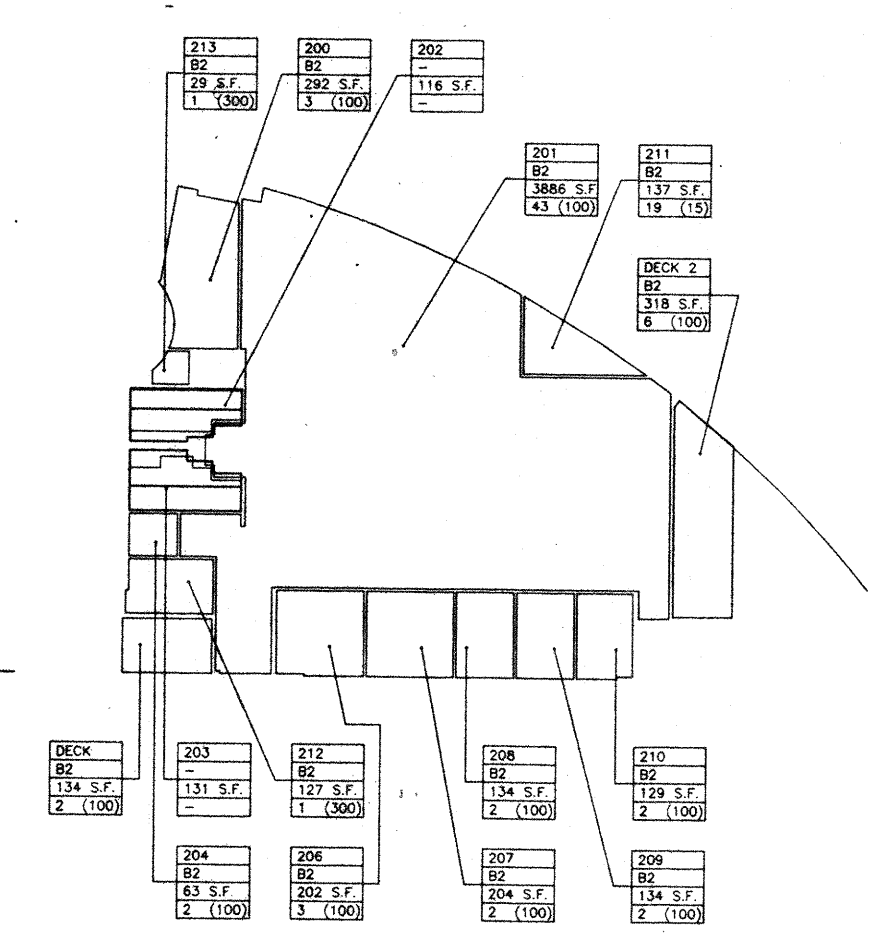 213
B2
29 S.F.
1 (300)
200
B2
292 S.F.
3 (100)
202
–
116 S.F.
–
201
B2
3886 S.F
43 (100)
211
B2
137 S.F.
19 (15)
DECK 2
B2
318 S.F.
6 (100)
DECK
B2
134 S.F.
2 (100)
203
–
131 S.F.
–
212
B2
127 S.F.
1 (300)
208
B2
134 S.F.
2 (100)
210
B2
129 S.F.
2 (100)
204
B2
63 S.F.
2 (100)
206
B2
202 S.F.
3 (100)
207
B2
204 S.F.
2 (100)
209
B2
134 S.F.
2 (100)